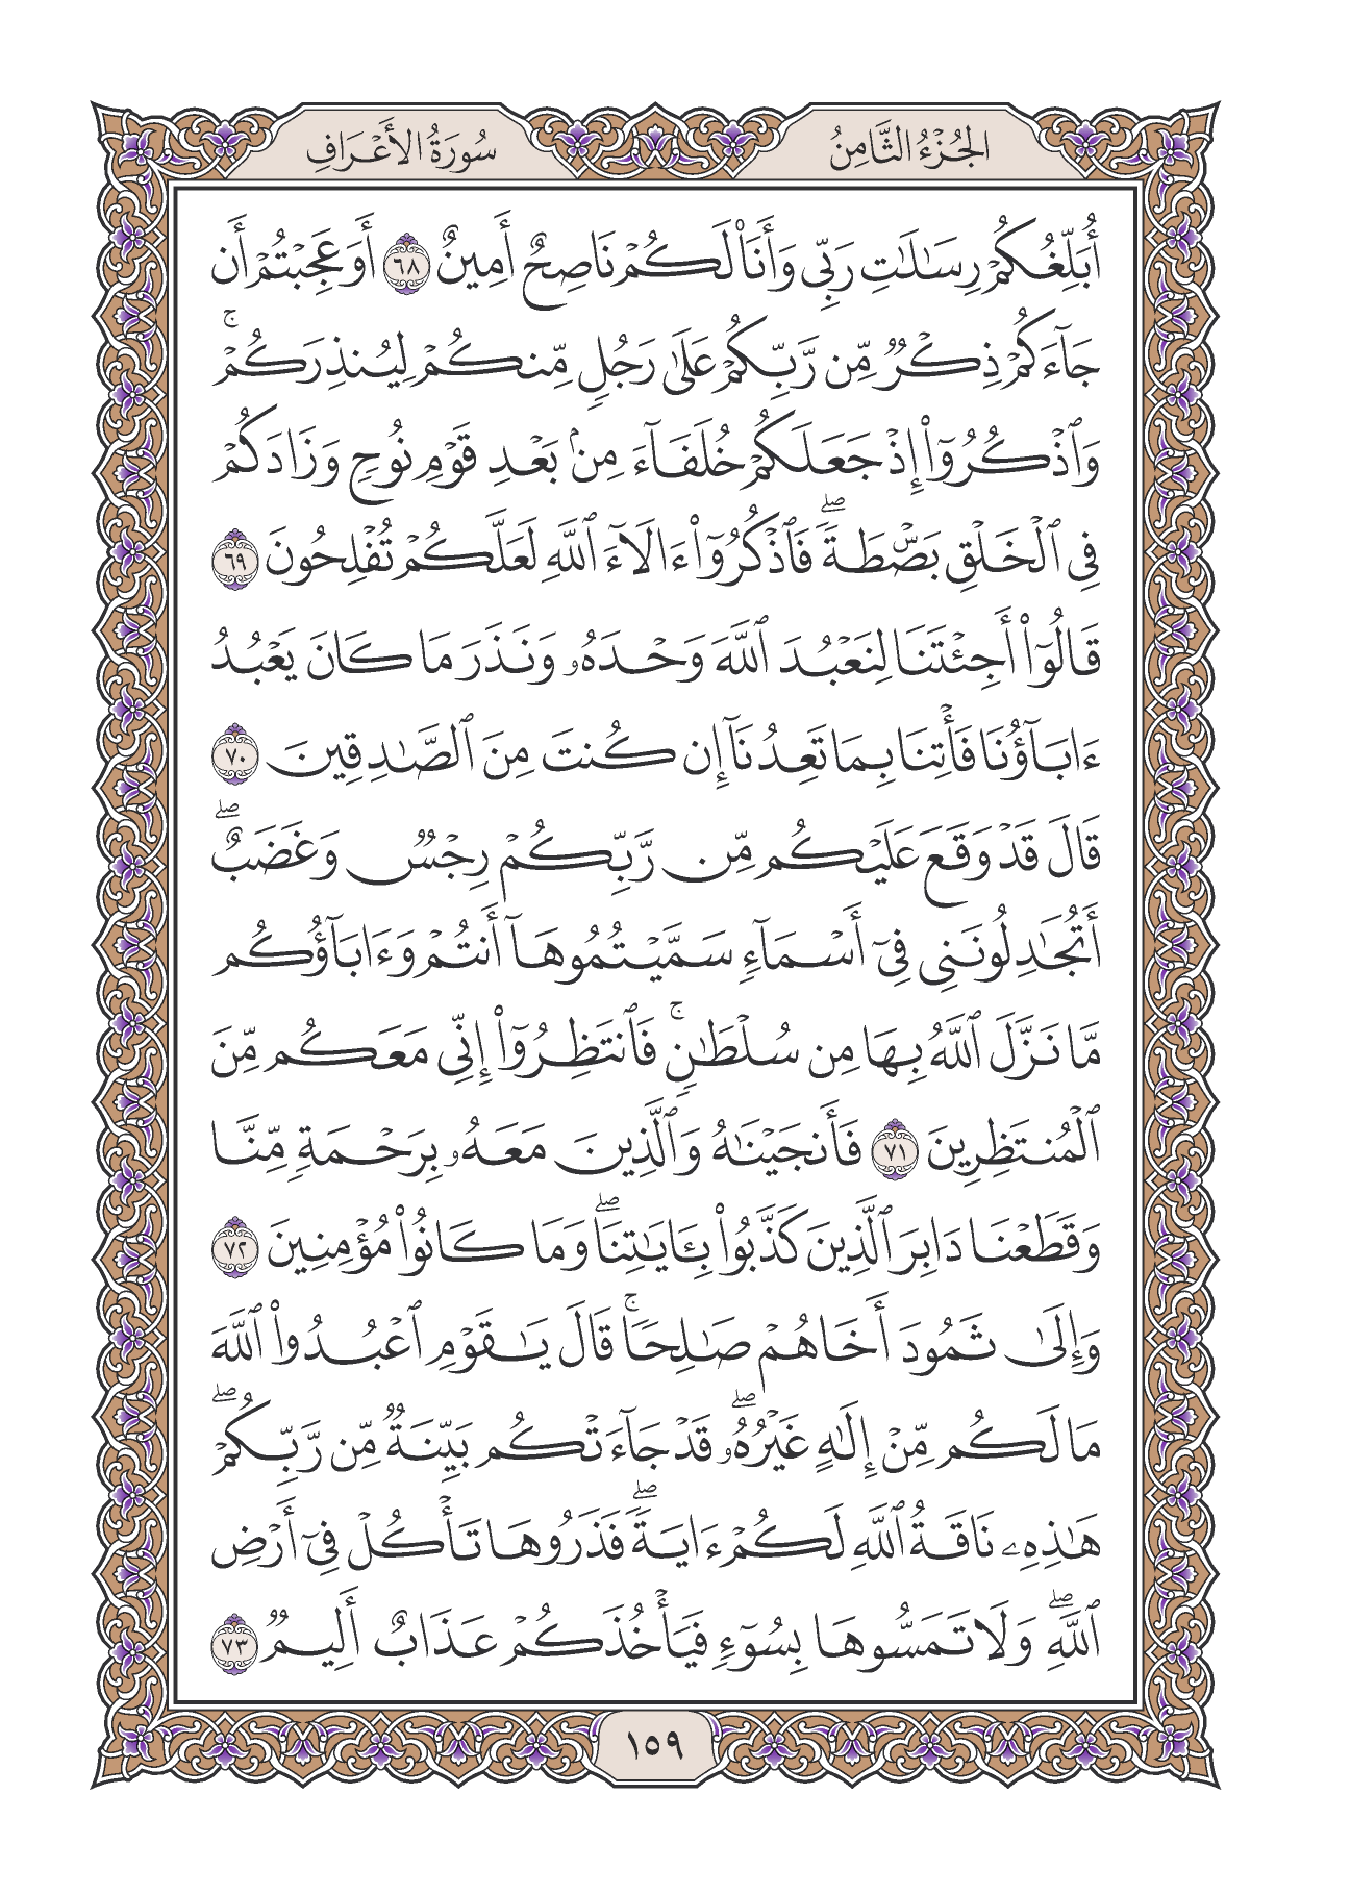 الجُزْءُ الثَّامِنُ
سُورَةُ الأَعْرَافِ
أُبَلِّغُكُمْ رِسَٰلَٰتِ رَبِّى وَأَنَا۠ لَكُمْ نَاصِحٌ أَمِينٌ ٦٨ أَوَعَجِبْتُمْ أَن
جَآءَكُمْ ذِكْرٌ مِّن رَّبِّكُمْ عَلَىٰ رَجُلٍ مِّنكُمْ لِيُنذِرَكُمْ ۚ
وَٱذْكُرُوٓا۟ إِذْ جَعَلَكُمْ خُلَفَآءَ مِنۢ بَعْدِ قَوْمِ نُوحٍ وَزَادَكُمْ
فِى ٱلْخَلْقِ بَصْۜطَةً ۖ فَٱذْكُرُوٓا۟ ءَالَآءَ ٱللَّهِ لَعَلَّكُمْ تُفْلِحُونَ ٦٩
قَالُوٓا۟ أَجِئْتَنَا لِنَعْبُدَ ٱللَّهَ وَحْدَهُۥ وَنَذَرَ مَا كَانَ يَعْبُدُ
ءَابَآؤُنَا فَأْتِنَا بِمَا تَعِدُنَآ إِن كُنتَ مِنَ ٱلصَّٰدِقِينَ ٧٠
قَالَ قَدْ وَقَعَ عَلَيْكُم مِّن رَّبِّكُمْ رِجْسٌ وَغَضَبٌ ۖ
أَتُجَٰدِلُونَنِى فِىٓ أَسْمَآءٍ سَمَّيْتُمُوهَآ أَنتُمْ وَءَابَآؤُكُم
مَّا نَزَّلَ ٱللَّهُ بِهَا مِن سُلْطَٰنٍ ۚ فَٱنتَظِرُوٓا۟ إِنِّى مَعَكُم مِّنَ
ٱلْمُنتَظِرِينَ ٧١ فَأَنجَيْنَٰهُ وَٱلَّذِينَ مَعَهُۥ بِرَحْمَةٍ مِّنَّا
وَقَطَعْنَا دَابِرَ ٱلَّذِينَ كَذَّبُوا۟ بِـَٔايَٰتِنَا ۖ وَمَا كَانُوا۟ مُؤْمِنِينَ ٧٢
وَإِلَىٰ ثَمُودَ أَخَاهُمْ صَٰلِحًا ۚ قَالَ يَٰقَوْمِ ٱعْبُدُوا۟ ٱللَّهَ
مَا لَكُم مِّنْ إِلَٰهٍ غَيْرُهُۥ ۖ قَدْ جَآءَتْكُم بَيِّنَةٌ مِّن رَّبِّكُمْ ۖ
هَٰذِهِۦ نَاقَةُ ٱللَّهِ لَكُمْ ءَايَةً ۖ فَذَرُوهَا تَأْكُلْ فِىٓ أَرْضِ
ٱللَّهِ ۖ وَلَا تَمَسُّوهَا بِسُوٓءٍ فَيَأْخُذَكُمْ عَذَابٌ أَلِيمٌ ٧٣
١٥٩